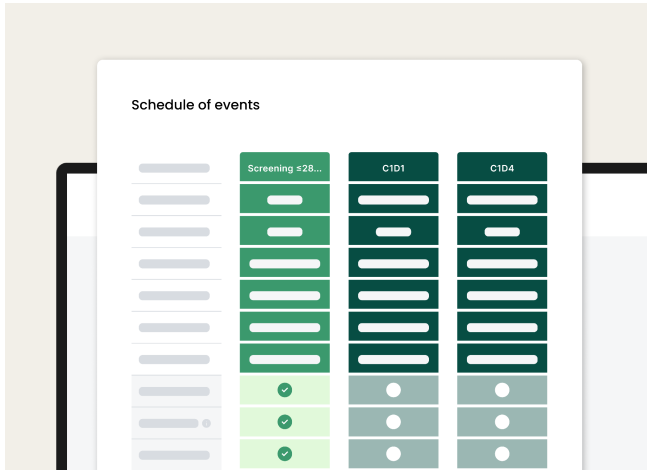 Schedule of events
Screening ≤28... C1D1 C1D4